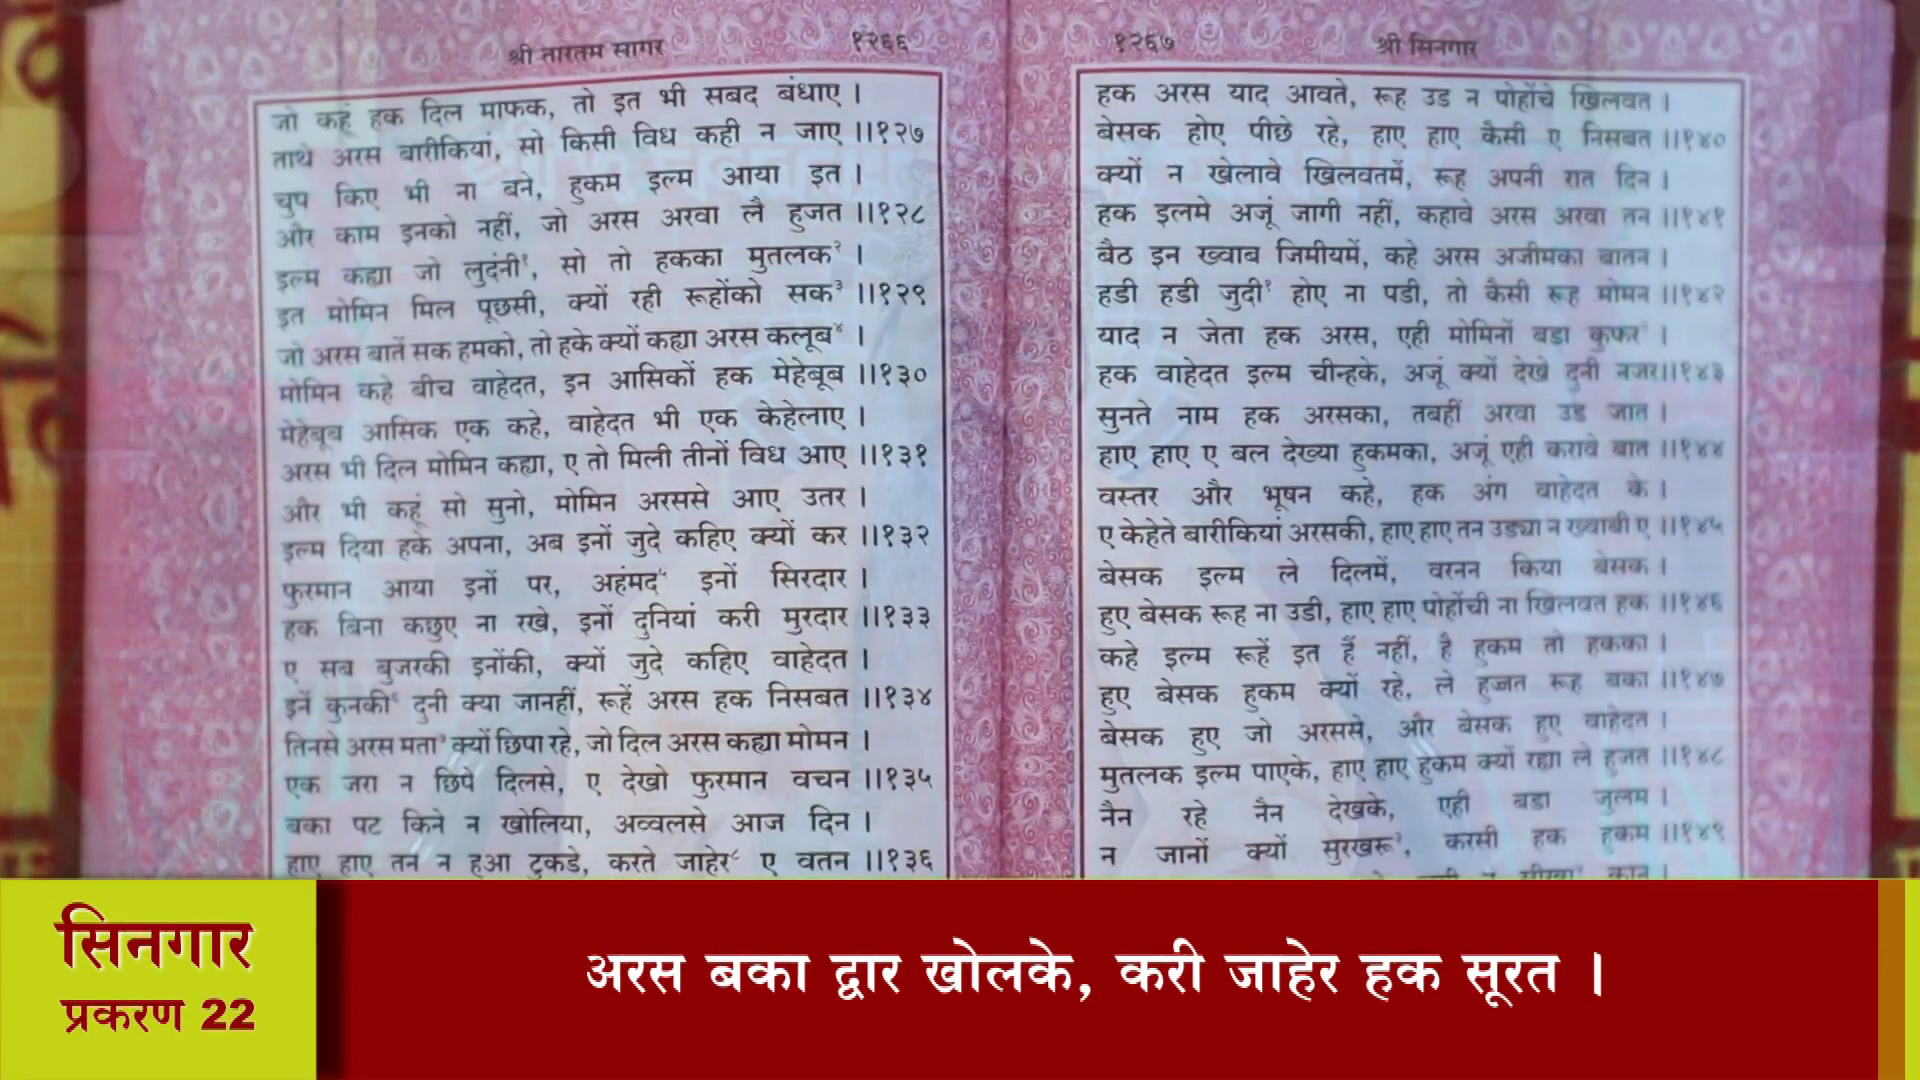 श्री तारतम सागर १२६६
जो कहूं हक दिल माफक, तो इत भी सबद बंधाए ।
ताथे अरस बारीकियां, सो किसी विध कही न जाए ।।१२७
चुप किए भी ना बने, हुकम इल्म आया इत ।
और काम इनको नहीं, जो अरस अरवा लै हुजत ।।१२८
इल्म कह्या जो लुदंनी१, सो तो हकका मुतलक२ ।
इत मोमिन मिल पूछसी, क्यों रही रूहोंको सक३ ।।१२९
जो अरस बातें सक हमको, तो हके क्यों कह्या अरस कलूब४ ।
मोमिन कहे बीच वाहेदत, इन आसिकों हक मेहेबूब ।।१३०
मेहेबूब आसिक एक कहे, वाहेदत भी एक केहेलाए ।
अरस भी दिल मोमिन कह्या, ए तो मिली तीनों विध आए ।।१३१
और भी कहूं सो सुनो, मोमिन अरससे आए उतर ।
इल्म दिया हके अपना, अब इनों जुदे कहिए क्यों कर ।।१३२
फुरमान आया इनों पर, अहंमद५ इनों सिरदार ।
हक बिना कछुए ना रखे, इनों दुनियां करी मुरदार ।।१३३
ए सब बुजरकी इनोंकी, क्यों जुदे कहिए वाहेदत ।
इनें कुनकी६ दुनी क्या जानहीं, रूहें अरस हक निसबत ।।१३४
तिनसे अरस मता७ क्यों छिपा रहे, जो दिल अरस कह्या मोमन ।
एक जरा न छिपे दिलसे, ए देखो फुरमान वचन ।।१३५
बका पट किने न खोलिया, अव्वलसे आज दिन ।
हाए हाए तन न हुआ टुकडे, करते जाहेर८ ए वतन ।।१३६
१२६७ श्री सिनगार
हक अरस याद आवते, रूह उड न पोहोंचे खिलवत ।
बेसक होए पीछे रहे, हाए हाए कैसी ए निसबत ।।१४०
क्यों न खेलावे खिलवतमें, रूह अपनी रात दिन ।
हक इलमे अजूं जागी नहीं, कहावे अरस अरवा तन ।।१४१
बैठ इन ख्वाब जिमीयमें, कहे अरस अजीमका बातन ।
हडी हडी जुदी१ होए ना पडी, तो कैसी रूह मोमन ।।१४२
याद न जेता हक अरस, एही मोमिनों बडा कुफर ।
हक वाहेदत इल्म चीन्हके, अजूं क्यों देखे दुनी नजर।।१४३
सुनते नाम हक अरसका, तबहीं अरवा उड जात ।
हाए हाए ए बल देख्या हुकमका, अजूं एही करावे बात ।।१४४
वस्तर और भूषन कहे, हक अंग वाहेदत के ।
ए केहेते बारीकियां अरसकी, हाए हाए तन उड्या न ख्वाबी ए ।।१४५
बेसक इल्म ले दिलमें, वरनन किया बेसक ।
हुए बेसक रूह ना उडी, हाए हाए पोहोंची ना खिलवत हक ।।१४६
कहे इल्म रूहें इत हैं नहीं, है हुकम तो हकका ।
हुए बेसक हुकम क्यों रहे, ले हुज्जत रूह बका ।।१४७
बेसक हुए जो अरससे, और बेसक हुए वाहेदत ।
मुतलक इल्म पाएके, हाए हाए हुकम क्यों रह्या ले हुजत ।।१४८
नैन रहे नैन देखके, एही बडा जुलम ।
न जानों क्यों सुरखरू, करसी हक हुकम ।।१४९
सिनगार
प्रकरण 22
अरस बका द्वार खोलके, करी जाहेर हक सूरत ।